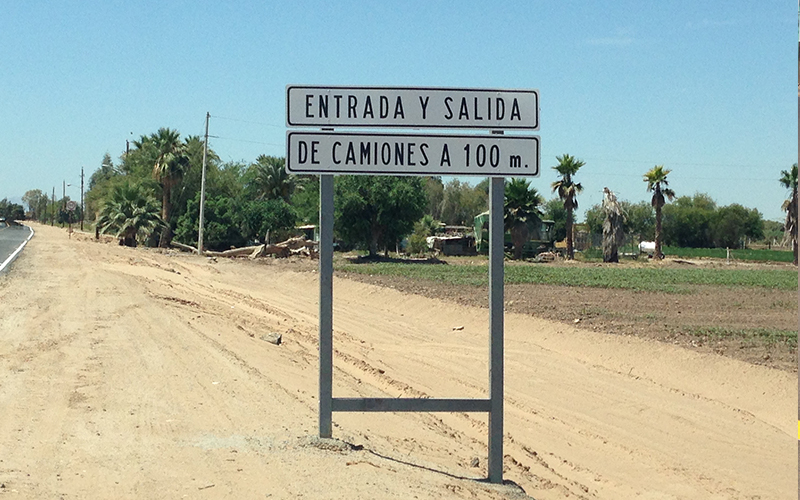 ENTRADA Y SALIDA
DE CAMIONES A 100 m.